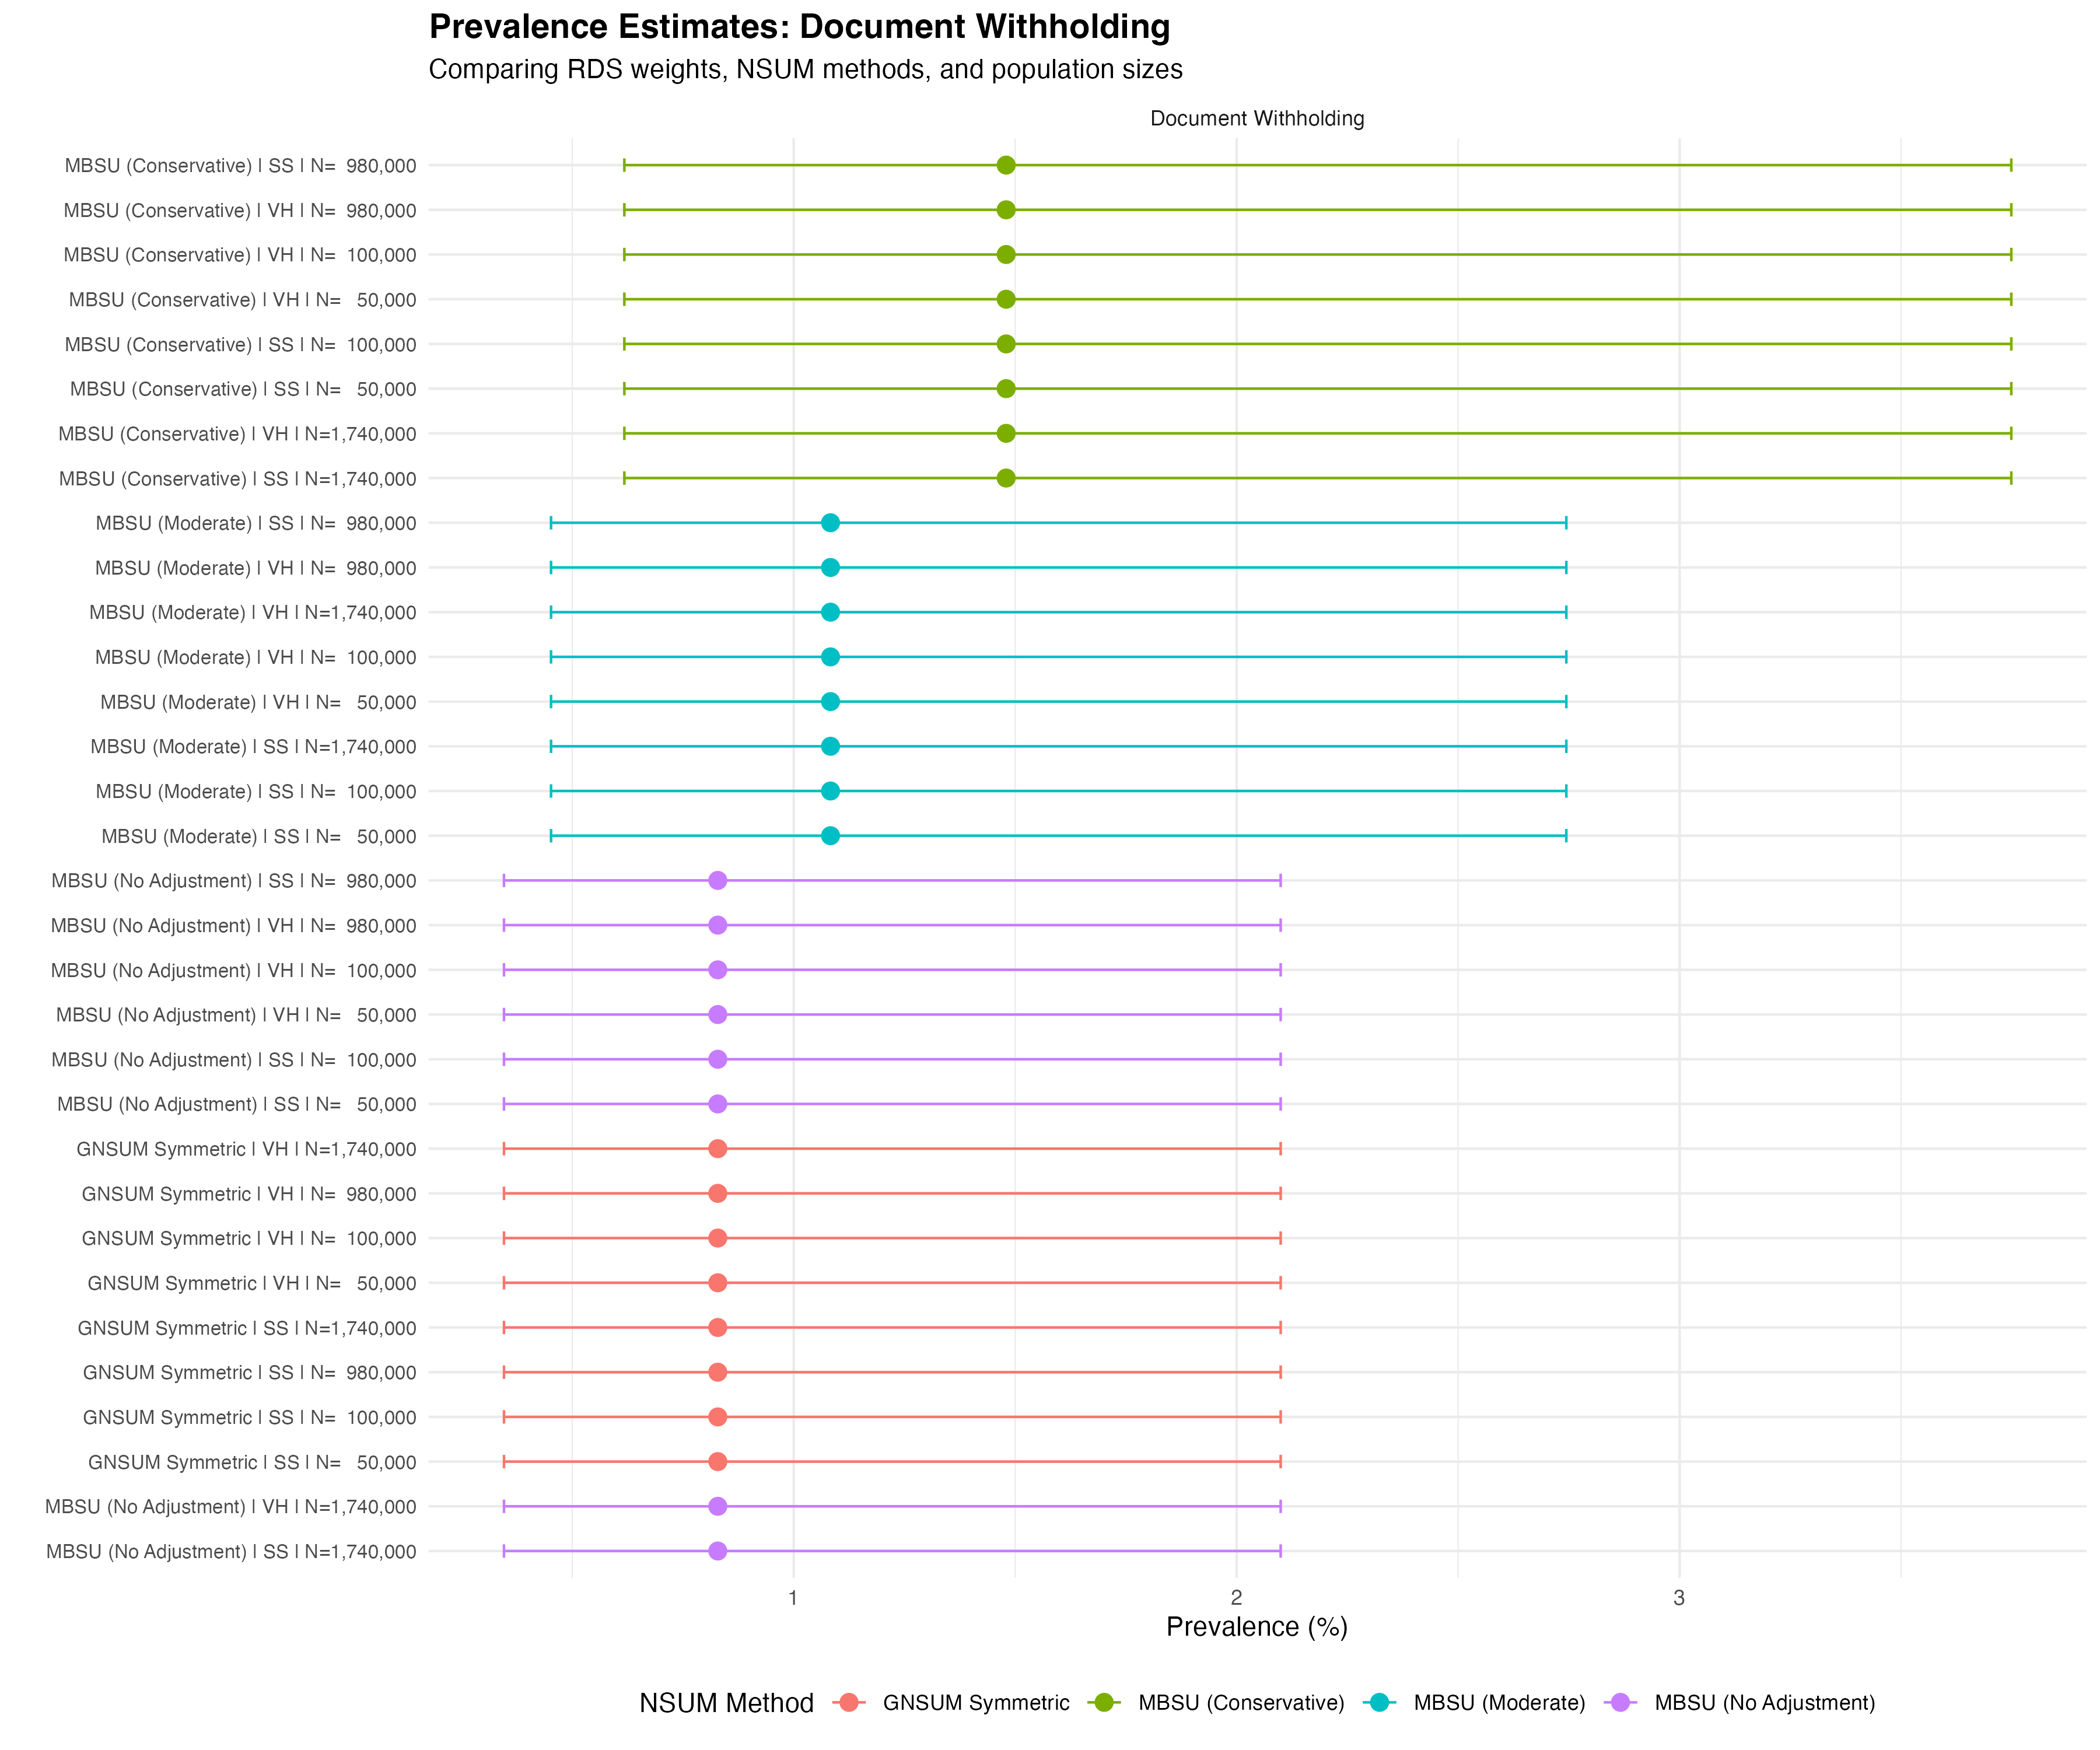 Prevalence Estimates: Document Withholding
Comparing RDS weights, NSUM methods, and population sizes
Document Withholding
MBSU (Conservative) | SS | N=  980,000
MBSU (Conservative) | VH | N=  980,000
MBSU (Conservative) | VH | N=  100,000
MBSU (Conservative) | VH | N=   50,000
MBSU (Conservative) | SS | N=  100,000
MBSU (Conservative) | SS | N=   50,000
MBSU (Conservative) | VH | N=1,740,000
MBSU (Conservative) | SS | N=1,740,000
MBSU (Moderate) | SS | N=  980,000
MBSU (Moderate) | VH | N=  980,000
MBSU (Moderate) | VH | N=1,740,000
MBSU (Moderate) | VH | N=  100,000
MBSU (Moderate) | VH | N=   50,000
MBSU (Moderate) | SS | N=1,740,000
MBSU (Moderate) | SS | N=  100,000
MBSU (Moderate) | SS | N=   50,000
MBSU (No Adjustment) | SS | N=  980,000
MBSU (No Adjustment) | VH | N=  980,000
MBSU (No Adjustment) | VH | N=  100,000
MBSU (No Adjustment) | VH | N=   50,000
MBSU (No Adjustment) | SS | N=  100,000
MBSU (No Adjustment) | SS | N=   50,000
GNSUM Symmetric | VH | N=1,740,000
GNSUM Symmetric | VH | N=  980,000
GNSUM Symmetric | VH | N=  100,000
GNSUM Symmetric | VH | N=   50,000
GNSUM Symmetric | SS | N=1,740,000
GNSUM Symmetric | SS | N=  980,000
GNSUM Symmetric | SS | N=  100,000
GNSUM Symmetric | SS | N=   50,000
MBSU (No Adjustment) | VH | N=1,740,000
MBSU (No Adjustment) | SS | N=1,740,000
1 2 3
Prevalence (%)
NSUM Method GNSUM Symmetric MBSU (Conservative) MBSU (Moderate) MBSU (No Adjustment)